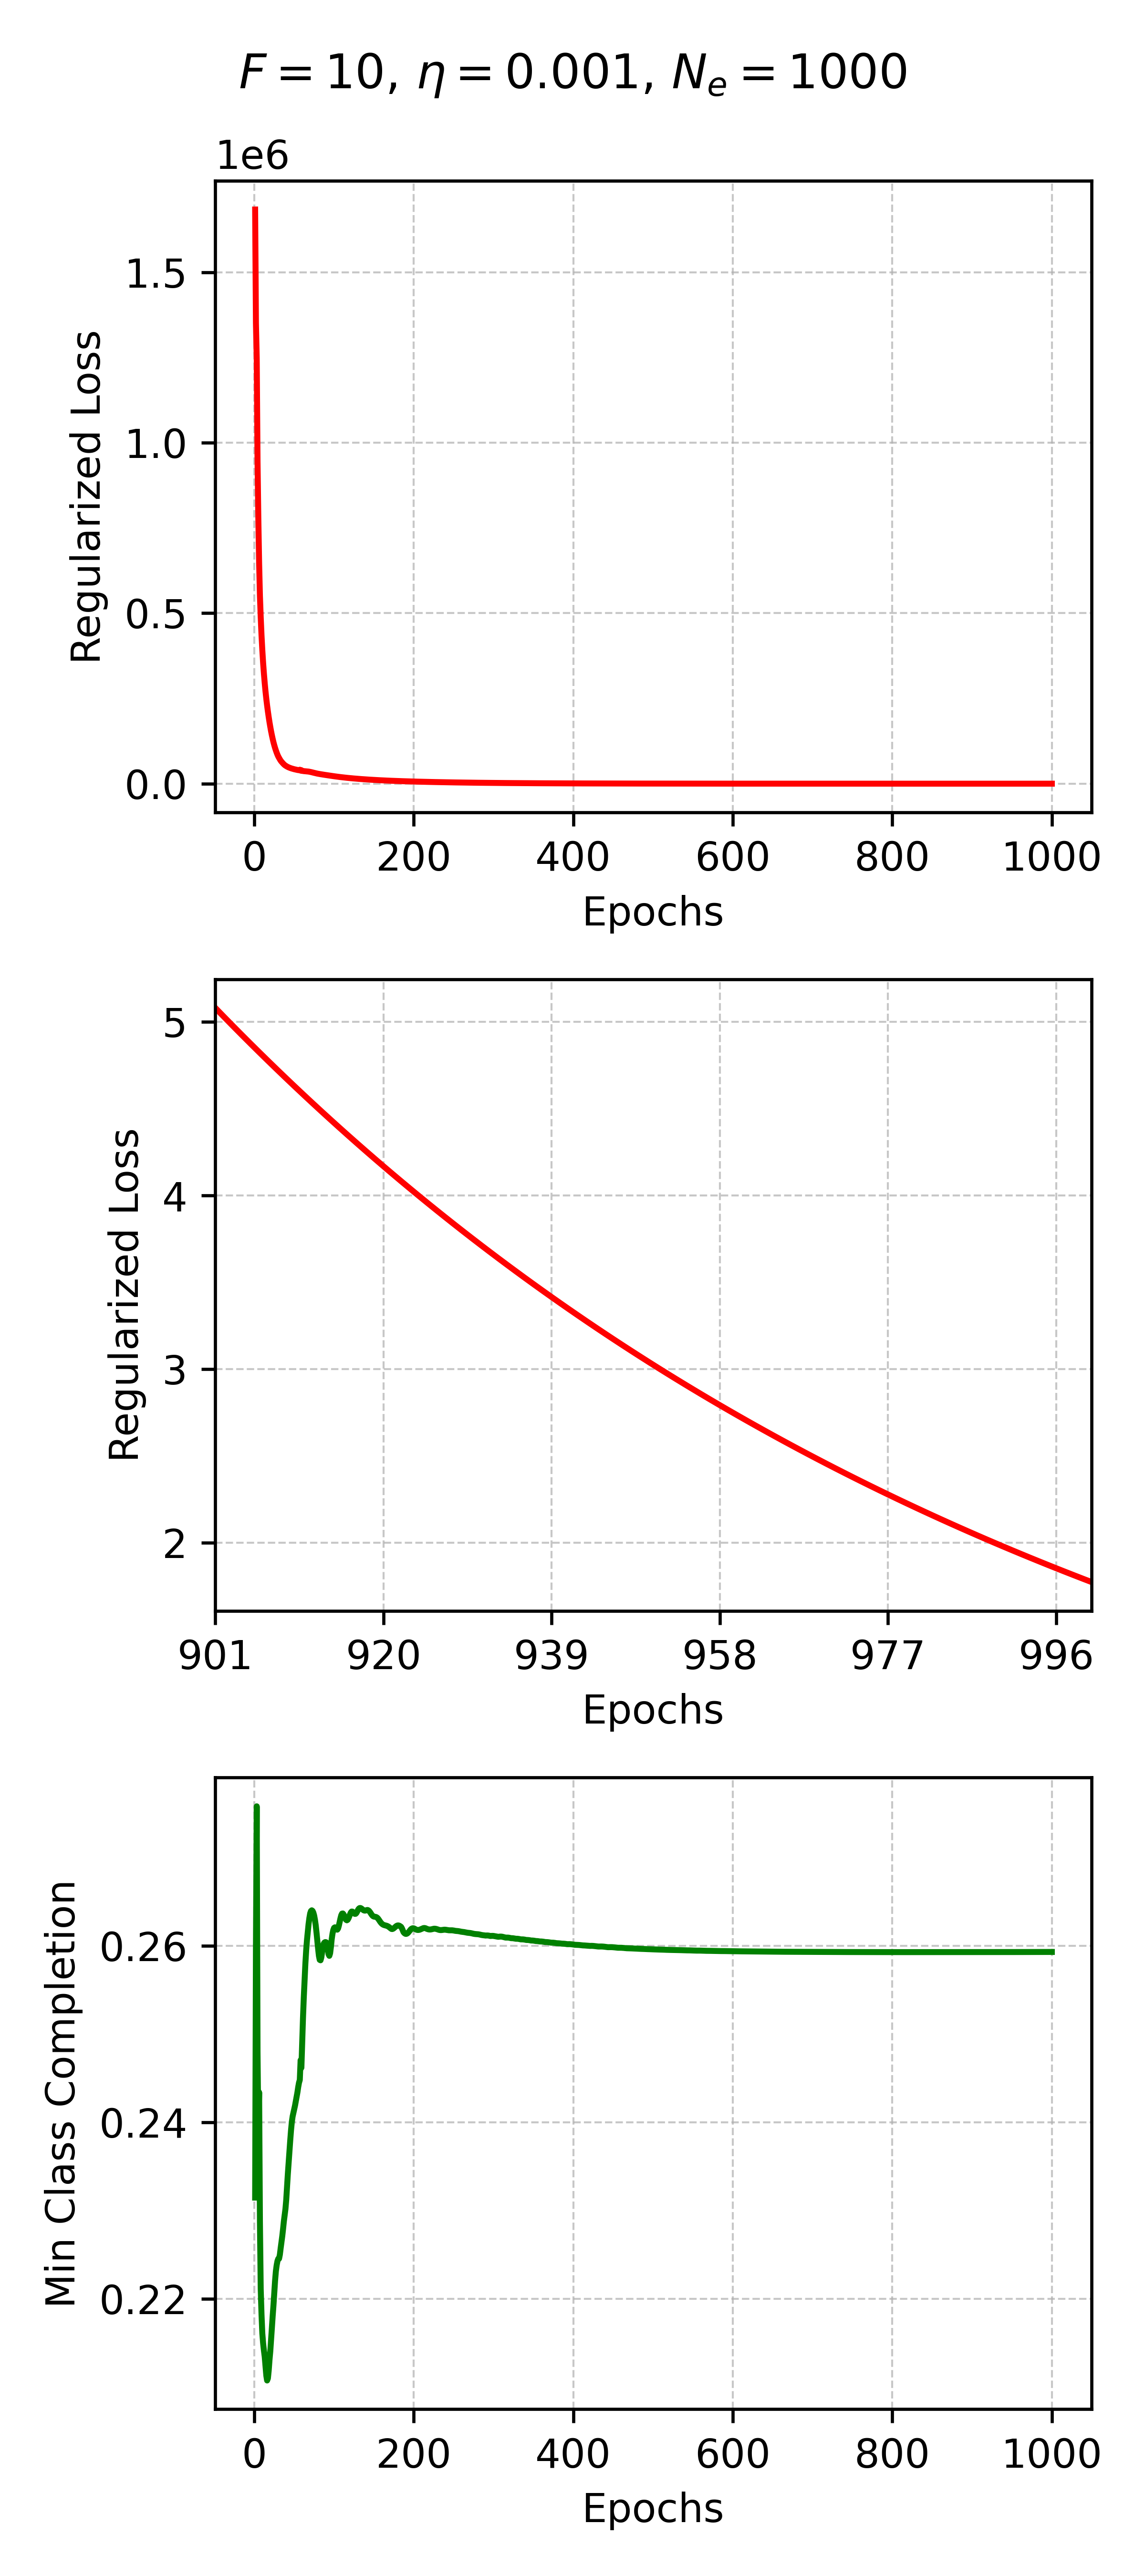 F = 10, η = 0.001, Nₑ = 1000
1e6
1.5
1.0
0.5
0.0
Regularized Loss
0 200 400 600 800 1000
Epochs
5
4
3
2
Regularized Loss
901 920 939 958 977 996
Epochs
0.26
0.24
0.22
Min Class Completion
0 200 400 600 800 1000
Epochs